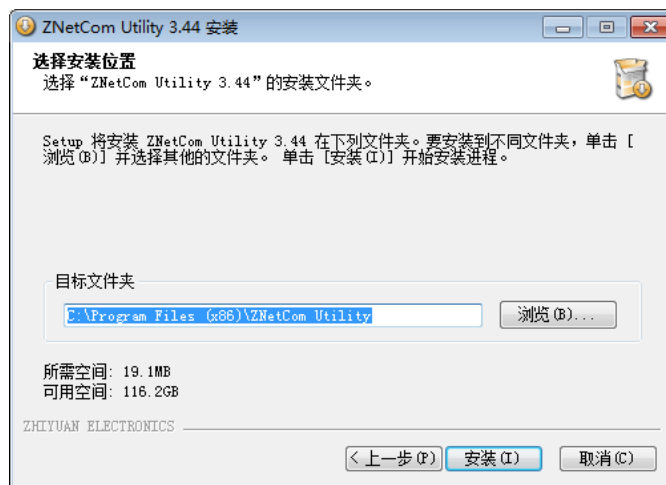 ZNetCom Utility 3.44 安装
选择安装位置
选择“ZNetCom Utility 3.44”的安装文件夹。
Setup 将安装 ZNetCom Utility 3.44 在下列文件夹。要安装到不同文件夹，单击 [
浏览(B)] 并选择其他的文件夹。 单击 [安装(I)] 开始安装进程。
目标文件夹
C:\Program Files (x86)\ZNetCom Utility
浏览(B)...
所需空间: 19.1MB
可用空间: 116.2GB
ZHIYUAN ELECTRONICS
< 上一步(P) 安装(I) 取消(C)